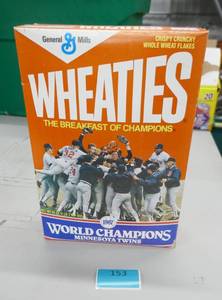 General Mills
CRISPY CRUNCHY
WHOLE WHEAT FLAKES
WHEATIES
THE BREAKFAST OF CHAMPIONS
WORLD CHAMPIONS
MINNESOTA TWINS
153